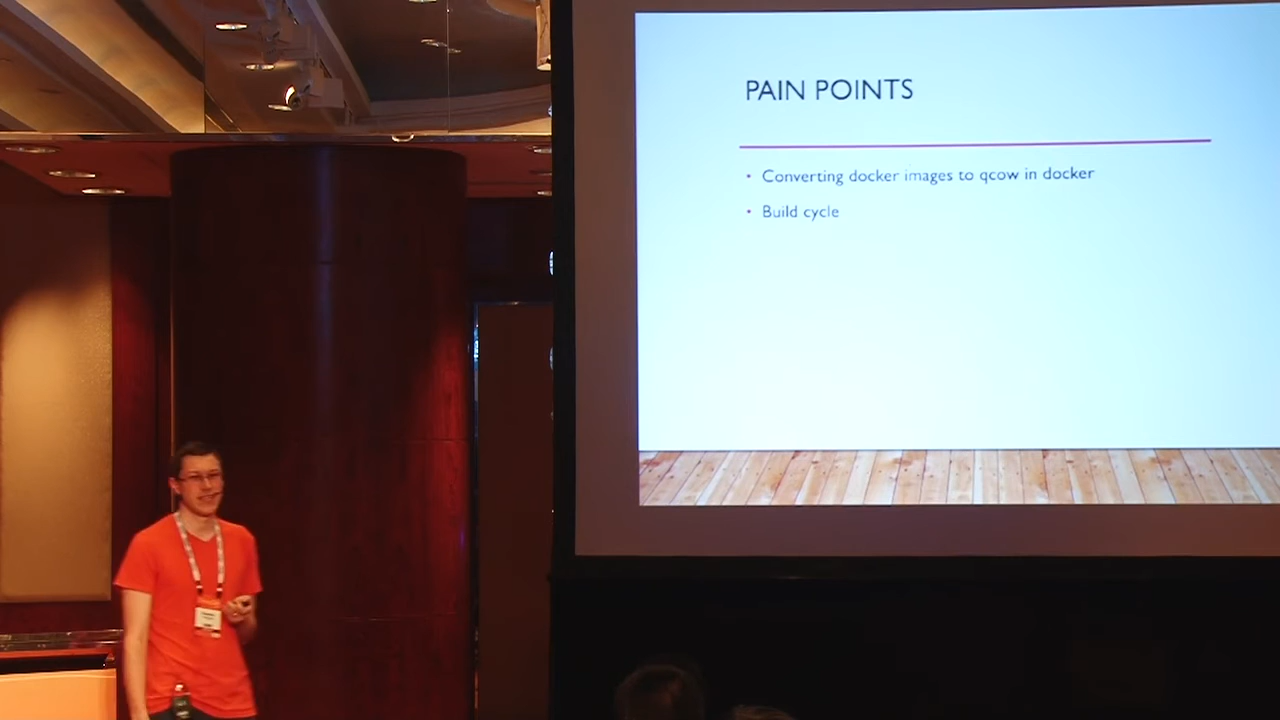 PAIN POINTS
• Converting docker images to qcow in docker
• Build cycle